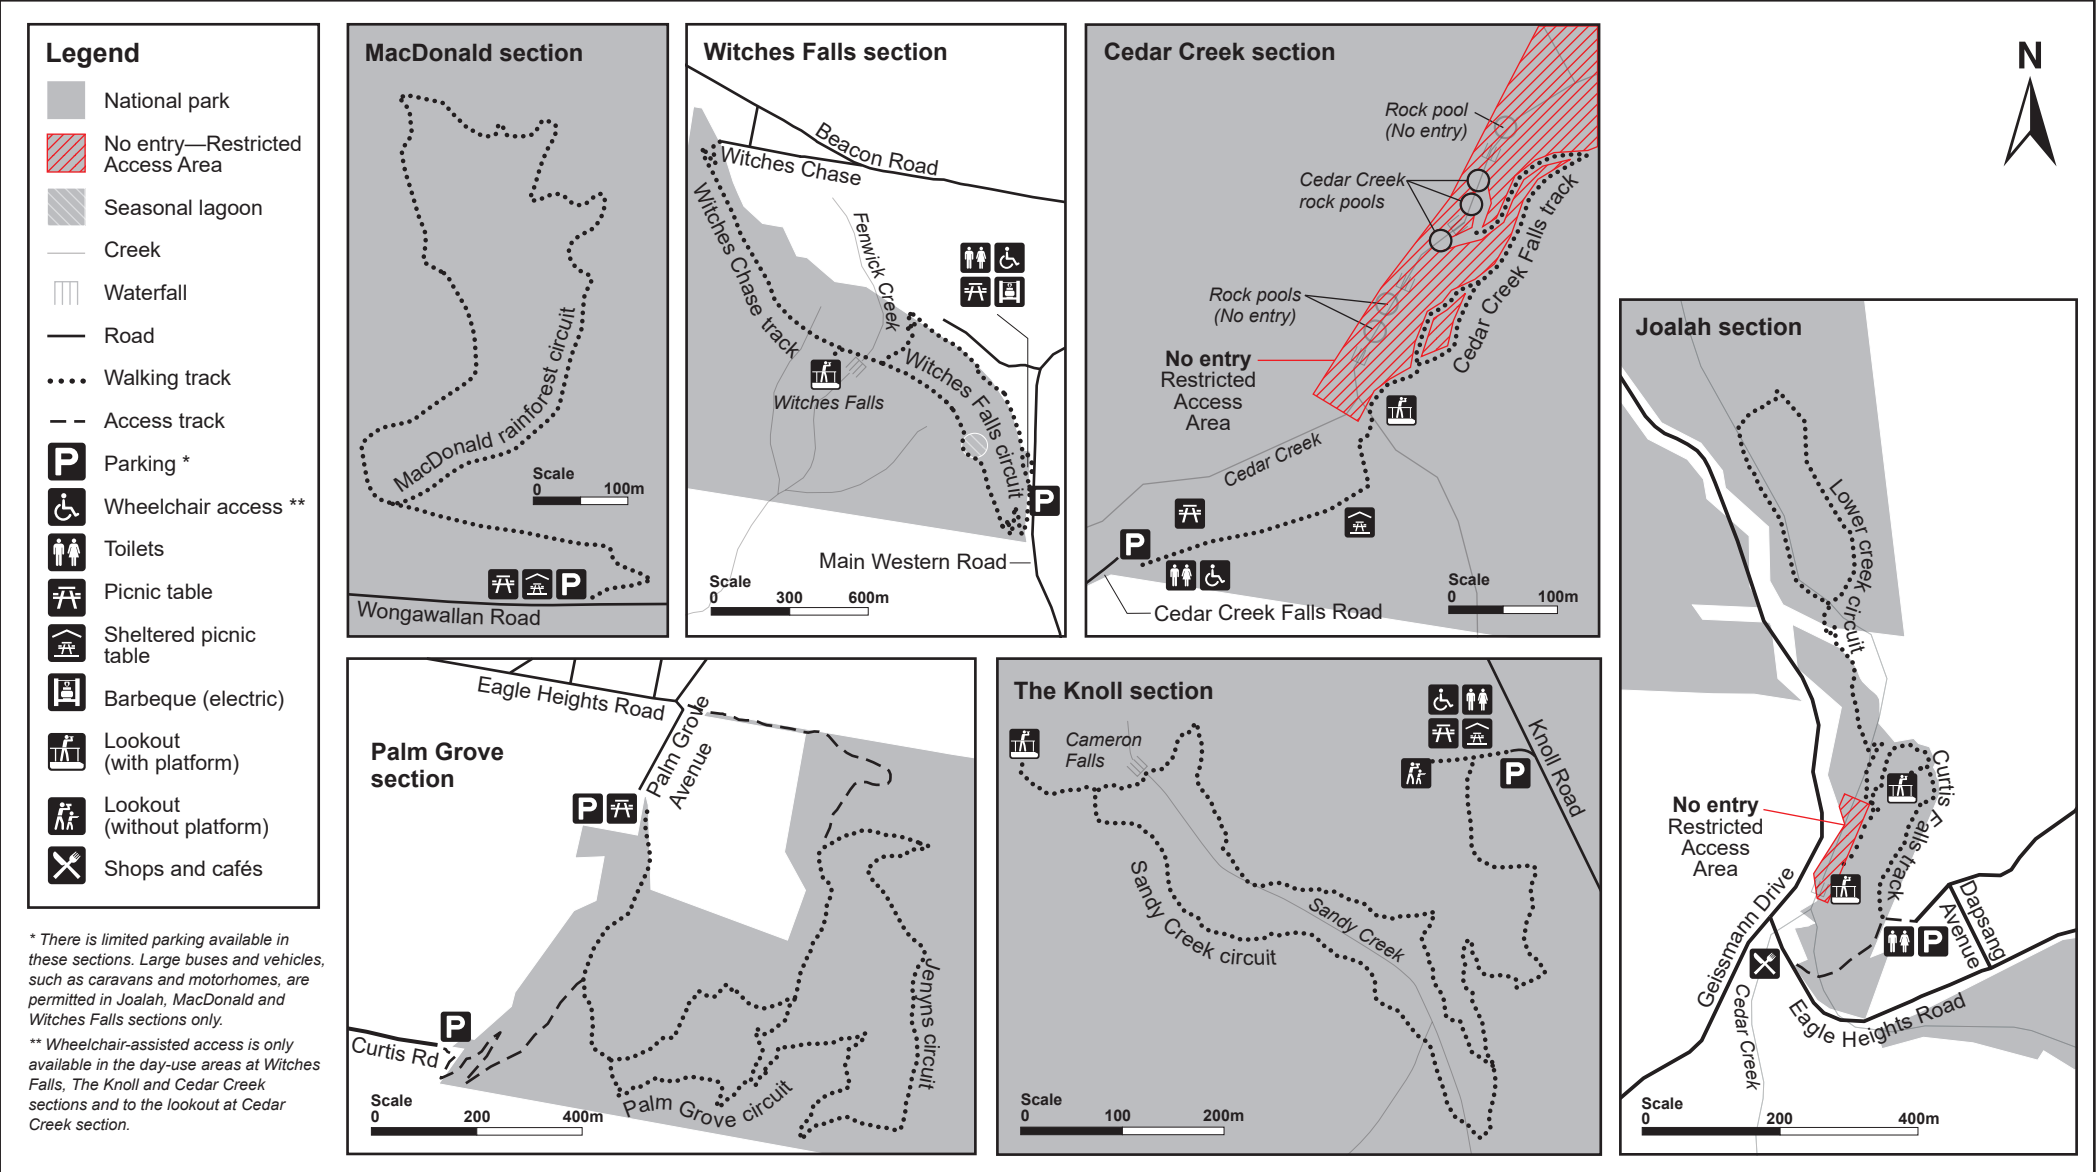 Legend
National park
No entry—Restricted
Access Area
Seasonal lagoon
Creek
Waterfall
Road
Walking track
Access track
P
Parking *
Wheelchair access **
Toilets
Picnic table
Sheltered picnic
table
Barbeque (electric)
Lookout
(with platform)
Lookout
(without platform)
Shops and cafés
* There is limited parking available in
these sections. Large buses and vehicles,
such as caravans and motorhomes, are
permitted in Joalah, MacDonald and
Witches Falls sections only.
** Wheelchair-assisted access is only
available in the day-use areas at Witches
Falls, The Knoll and Cedar Creek
sections and to the lookout at Cedar
Creek section.
MacDonald section
MacDonald rainforest circuit
Scale
0 100m
P
Wongawallan Road
Witches Falls section
Beacon Road
Witches Chase
Witches Chase track
Fenwick Creek
Witches Falls
Witches Falls circuit
P
Main Western Road
Scale
0 300 600m
Cedar Creek section
Rock pool
(No entry)
Cedar Creek
rock pools
Cedar Creek Falls track
Rock pools
(No entry)
No entry
Restricted
Access
Area
Cedar Creek
P
Cedar Creek Falls Road
Scale
0 100m
N
Palm Grove
section
Eagle Heights Road
Palm Grove
Avenue
P
P
Curtis Rd
Palm Grove circuit
Jenyns circuit
Scale
0 200 400m
The Knoll section
Cameron
Falls
P
Knoll Road
Sandy Creek circuit
Sandy Creek
Scale
0 100 200m
Joalah section
Lower creek circuit
Curtis Falls track
No entry
Restricted
Access
Area
Geissmann Drive
P
Dapsang
Avenue
Eagle Heights Road
Cedar Creek
Scale
0 200 400m